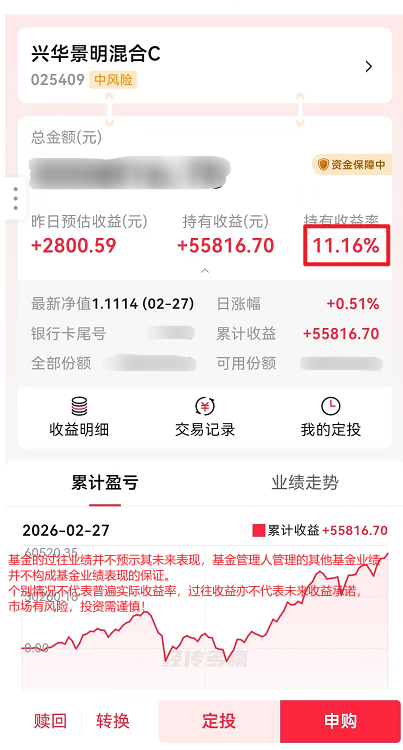 兴华景明混合C
025409 中风险
总金额(元)
资金保障中
昨日预估收益(元) 持有收益(元) 持有收益率
+2800.59 +55816.70 11.16%
最新净值1.1114 (02-27) 日涨幅 +0.51%
银行卡尾号 累计收益 +55816.70
全部份额 可用份额
收益明细 交易记录 我的定投
累计盈亏 业绩走势
2026-02-27 累计收益 +55816.70
60520.35
基金的过往业绩并不预示其未来表现，基金管理人管理的其他基金业绩
并不构成基金业绩表现的保证。
个别情况不代表普遍实际收益率，过往收益亦不代表未来收益承诺，
30260.18
市场有风险，投资需谨慎！
0.00
经传多赢
赎回 转换 定投 申购